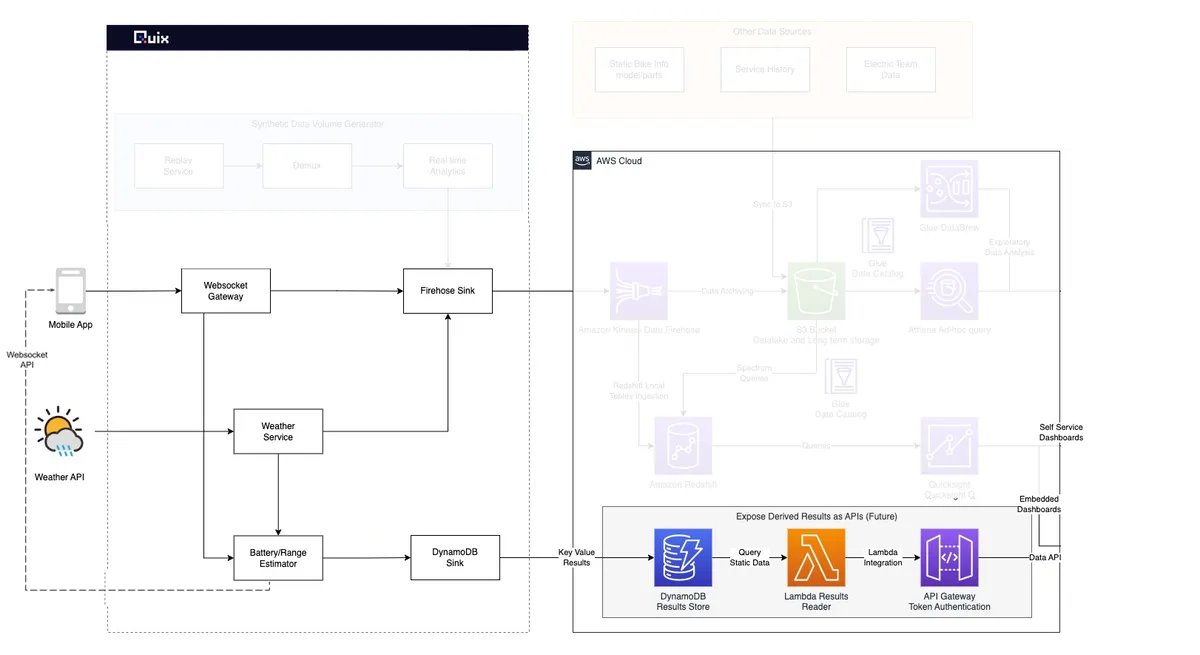 Quix
Other Data Sources
Static Bike Info
model/parts
Service History
Electric Team
Data
Synthetic Data Volume Generator
Replay
Service
Demux
Real time
Analytics
aws
AWS Cloud
Sync to S3
Glue DataBrew
Exploratory
Data Analysis
Glue
Data Catalog
Websocket
Gateway
Firehose Sink
Data Archiving
Mobile App
Amazon Kinesis Data Firehose
S3 Bucket
Datalake and Long term storage
Athena Ad-hoc query
Websocket
API
Spectrum
Queries
Redshift Local
Tables Ingestion
Glue
Data Catalog
Weather
Service
Weather API
Amazon Redshift
Queries
Quicksight
Quicksight Q
Self Service
Dashboards
Embedded
Dashboards
Expose Derived Results as APIs (Future)
Battery/Range
Estimator
DynamoDB
Sink
Key Value
Results
Query
Static Data
Lambda
Integration
Data API
DynamoDB
Results Store
Lambda Results
Reader
API Gateway
Token Authentication